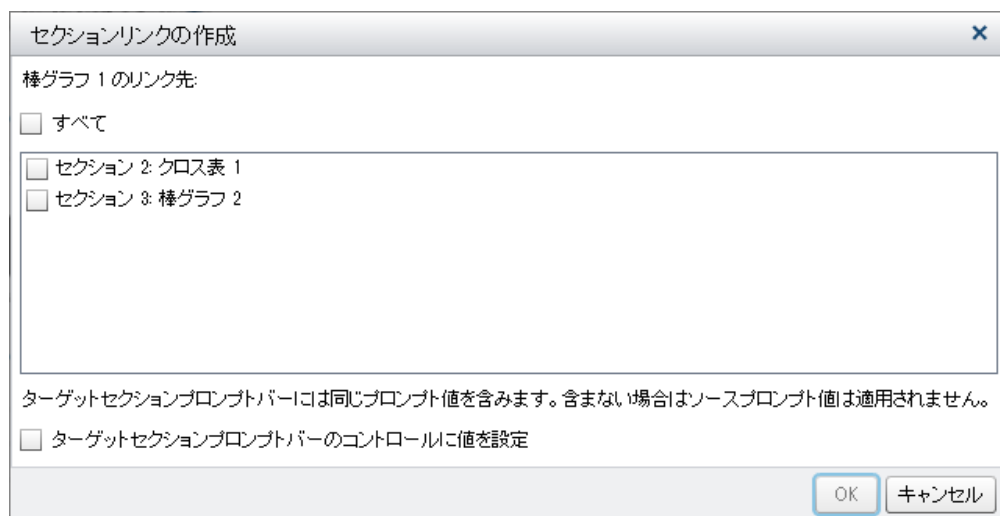 セクションリンクの作成
棒グラフ 1 のリンク先:
すべて
セクション 2: クロス表 1
セクション 3: 棒グラフ 2
ターゲットセクションプロンプトバーには同じプロンプト値を含みます。含まない場合はソースプロンプト値は適用されません。
ターゲットセクションプロンプトバーのコントロールに値を設定
OK キャンセル